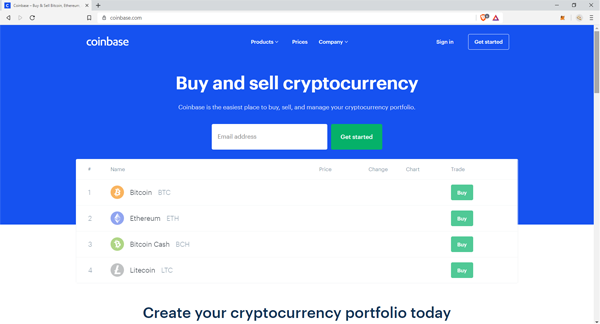 Coinbase – Buy & Sell Bitcoin, Ethereum
coinbase.com
coinbase
Products
Prices
Company
Sign in
Get started
Buy and sell cryptocurrency
Coinbase is the easiest place to buy, sell, and manage your cryptocurrency portfolio.
Email address
Get started
# Name Price Change Chart Trade
1 Bitcoin BTC Buy
2 Ethereum ETH Buy
3 Bitcoin Cash BCH Buy
4 Litecoin LTC Buy
Create your cryptocurrency portfolio today